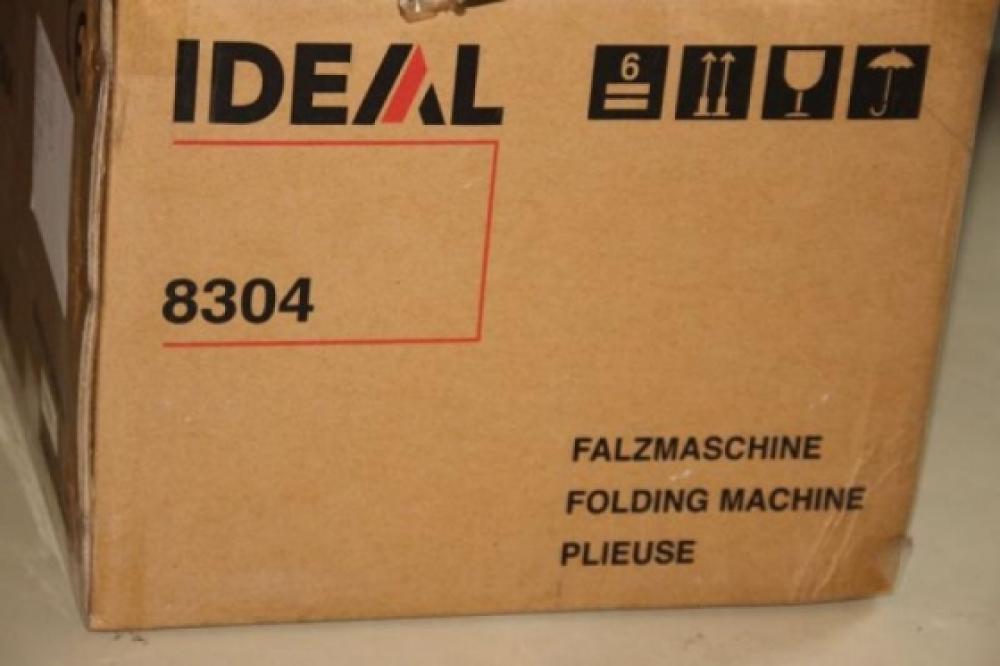 IDEAL
6
8304
FALZMASCHINE
FOLDING MACHINE
PLIEUSE